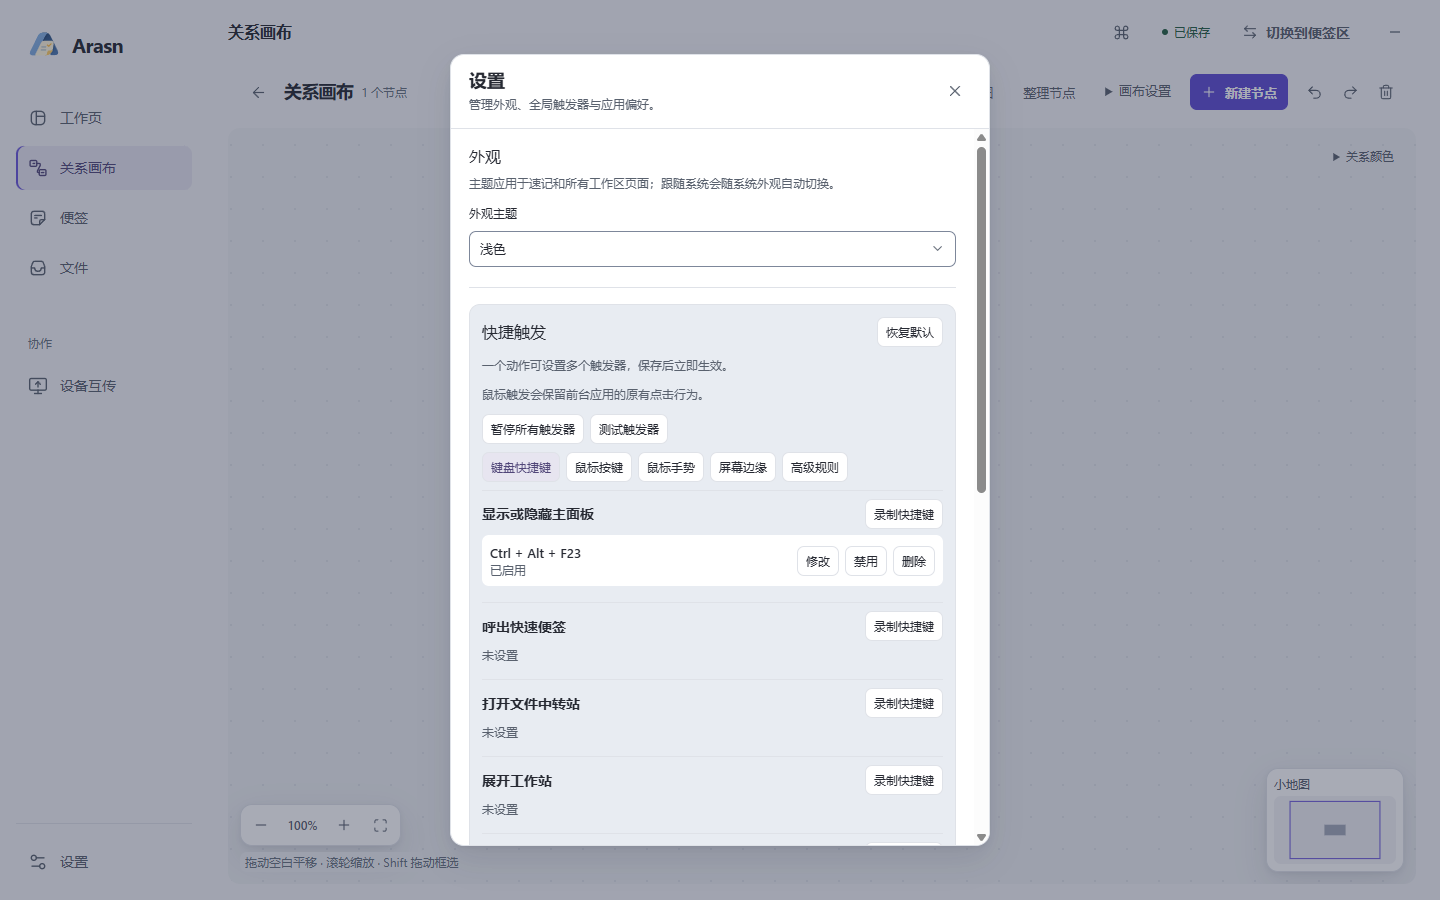 Arasn
工作页
关系画布
便签
文件
协作
设备互传
设置
关系画布
已保存
切换到便签区
关系画布
1 个节点
整理节点
画布设置
新建节点
关系颜色
设置
管理外观、全局触发器与应用偏好。
外观
主题应用于速记和所有工作区页面；跟随系统会随系统外观自动切换。
外观主题
浅色
快捷触发
恢复默认
一个动作可设置多个触发器，保存后立即生效。
鼠标触发会保留前台应用的原有点击行为。
暂停所有触发器
测试触发器
键盘快捷键
鼠标按键
鼠标手势
屏幕边缘
高级规则
显示或隐藏主面板
录制快捷键
Ctrl + Alt + F23
已启用
修改
禁用
删除
呼出快速便签
录制快捷键
未设置
打开文件中转站
录制快捷键
未设置
展开工作站
录制快捷键
未设置
100%
拖动空白平移 · 滚轮缩放 · Shift 拖动框选
小地图